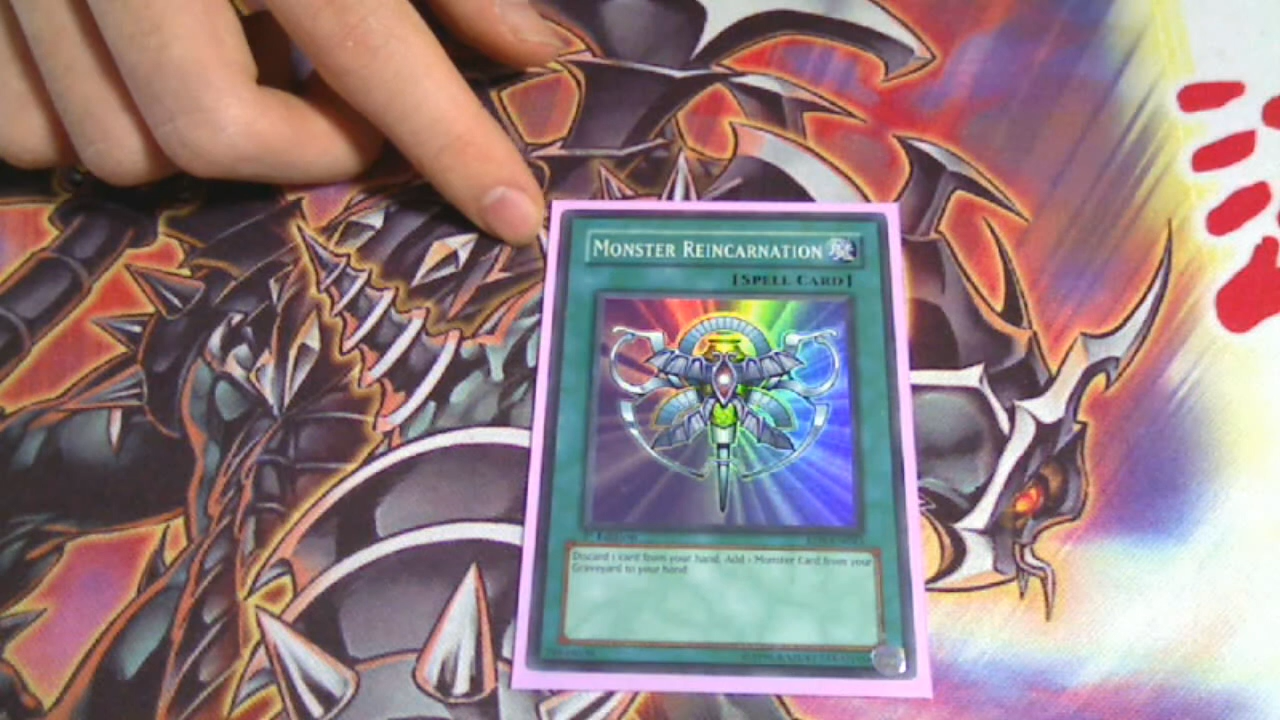 MONSTER REINCARNATION
[SPELL CARD]
Discard 1 card from your hand. Add 1 Monster Card from your
Graveyard to your hand.